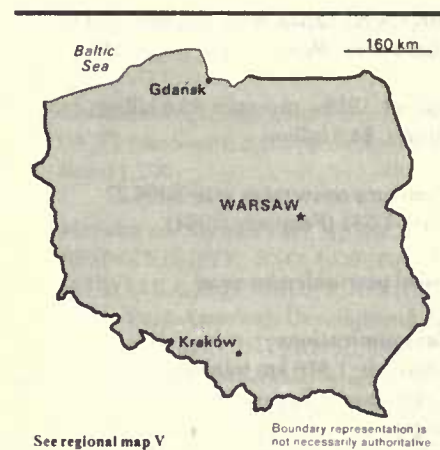 Baltic
Sea
160 km
Gdańsk
WARSAW
Kraków
See regional map V
Boundary representation is
not necessarily authoritative